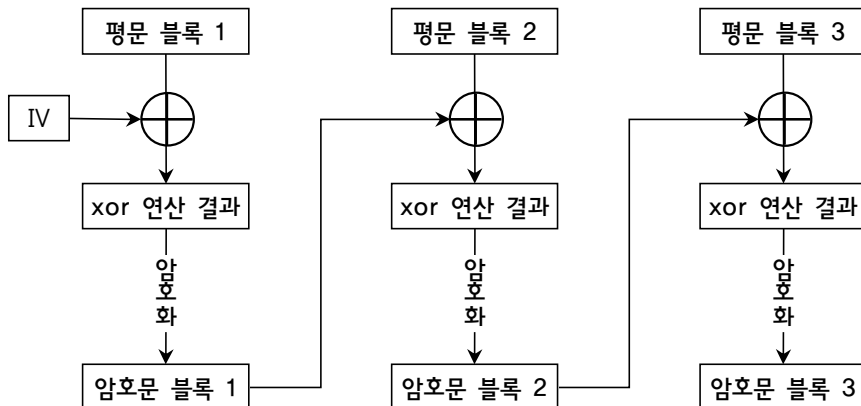 평문 블록 1
평문 블록 2
평문 블록 3
IV
xor 연산 결과
xor 연산 결과
xor 연산 결과
암호화
암호화
암호화
암호문 블록 1
암호문 블록 2
암호문 블록 3